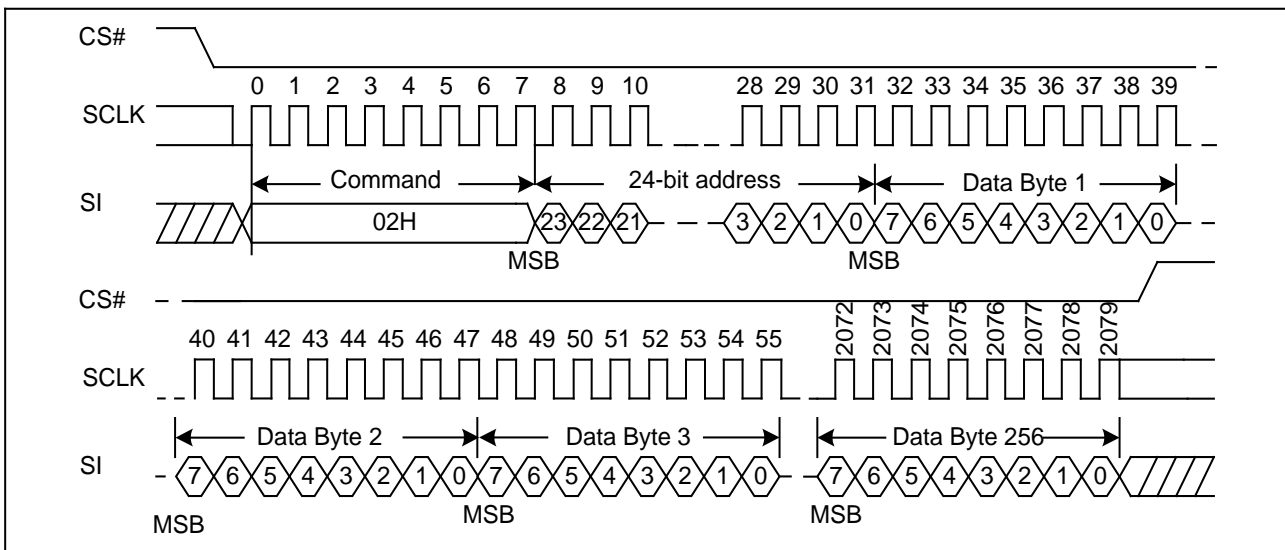 CS#
0 1 2 3 4 5 6 7 8 9 10 28 29 30 31 32 33 34 35 36 37 38 39
SCLK
Command 24-bit address Data Byte 1
SI
02H 23 22 21 3 2 1 0 7 6 5 4 3 2 1 0
MSB MSB
CS#
40 41 42 43 44 45 46 47 48 49 50 51 52 53 54 55 2072 2073 2074 2075 2076 2077 2078 2079
SCLK
Data Byte 2 Data Byte 3 Data Byte 256
SI
7 6 5 4 3 2 1 0 7 6 5 4 3 2 1 0 7 6 5 4 3 2 1 0
MSB MSB MSB